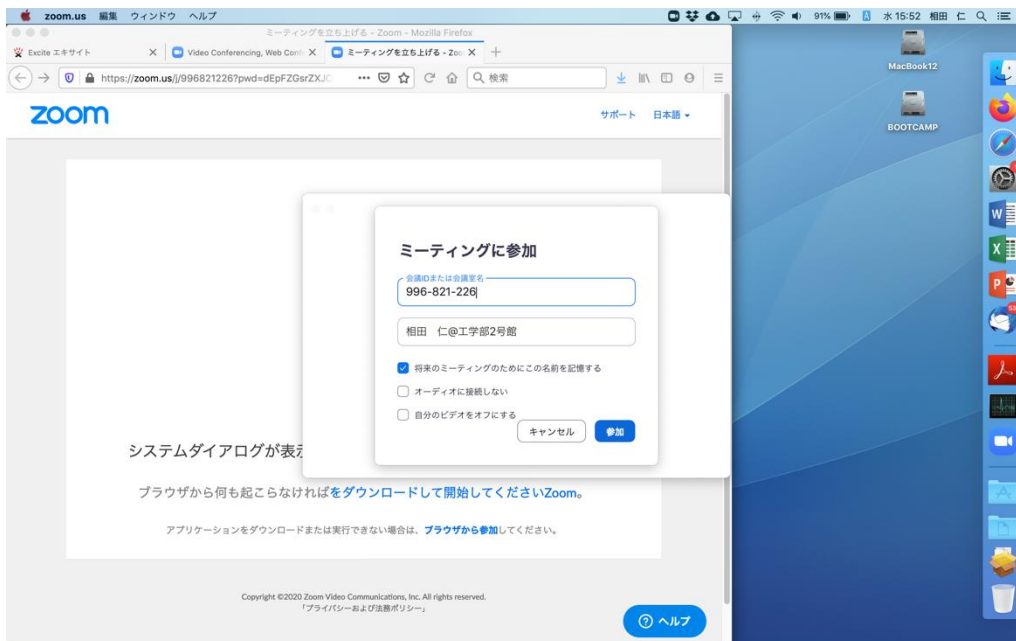 zoom.us 編集 ウィンドウ ヘルプ
91% 水15:52 相田 仁
ミーティングを立ち上げる - Zoom - Mozilla Firefox
Excite エキサイト
Video Conferencing, Web Conf
ミーティングを立ち上げる - Zoo
https://zoom.us/j/996821226?pwd=dEpFZGsrZXJC
検索
MacBook12
BOOTCAMP
zoom
サポート 日本語
ミーティングに参加
会議IDまたは会議室名
996-821-226
相田 仁@工学部2号館
将来のミーティングのためにこの名前を記憶する
オーディオに接続しない
自分のビデオをオフにする
キャンセル 参加
システムダイアログが表示
ブラウザから何も起こらなければをダウンロードして開始してくださいZoom。
アプリケーションをダウンロードまたは実行できない場合は、ブラウザから参加してください。
Copyright ©2020 Zoom Video Communications, Inc. All rights reserved.
「プライバシーおよび法務ポリシー」
ヘルプ